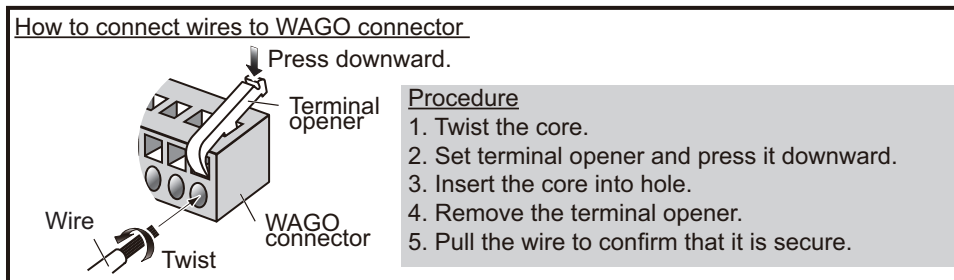 How to connect wires to WAGO connector
Press downward.
Terminal
opener
WAGO
connector
Wire
Twist
Procedure
1. Twist the core.
2. Set terminal opener and press it downward.
3. Insert the core into hole.
4. Remove the terminal opener.
5. Pull the wire to confirm that it is secure.